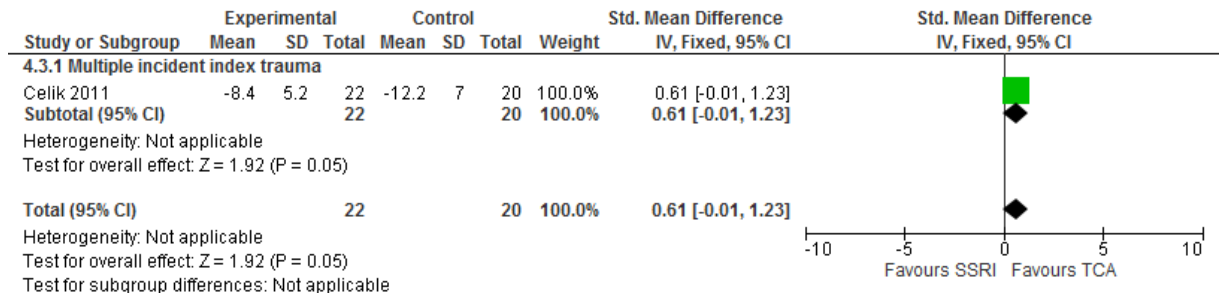 Experimental Control Std. Mean Difference Std. Mean Difference
Study or Subgroup Mean SD Total Mean SD Total Weight IV, Fixed, 95% CI IV, Fixed, 95% CI
4.3.1 Multiple incident index trauma
Celik 2011 -8.4 5.2 22 -12.2 7 20 100.0% 0.61 [-0.01, 1.23]
Subtotal (95% CI) 22 20 100.0% 0.61 [-0.01, 1.23]
Heterogeneity: Not applicable
Test for overall effect: Z = 1.92 (P = 0.05)
Total (95% CI) 22 20 100.0% 0.61 [-0.01, 1.23]
Heterogeneity: Not applicable
Test for overall effect: Z = 1.92 (P = 0.05)
Test for subgroup differences: Not applicable
-10 -5 0 5 10
Favours SSRI Favours TCA